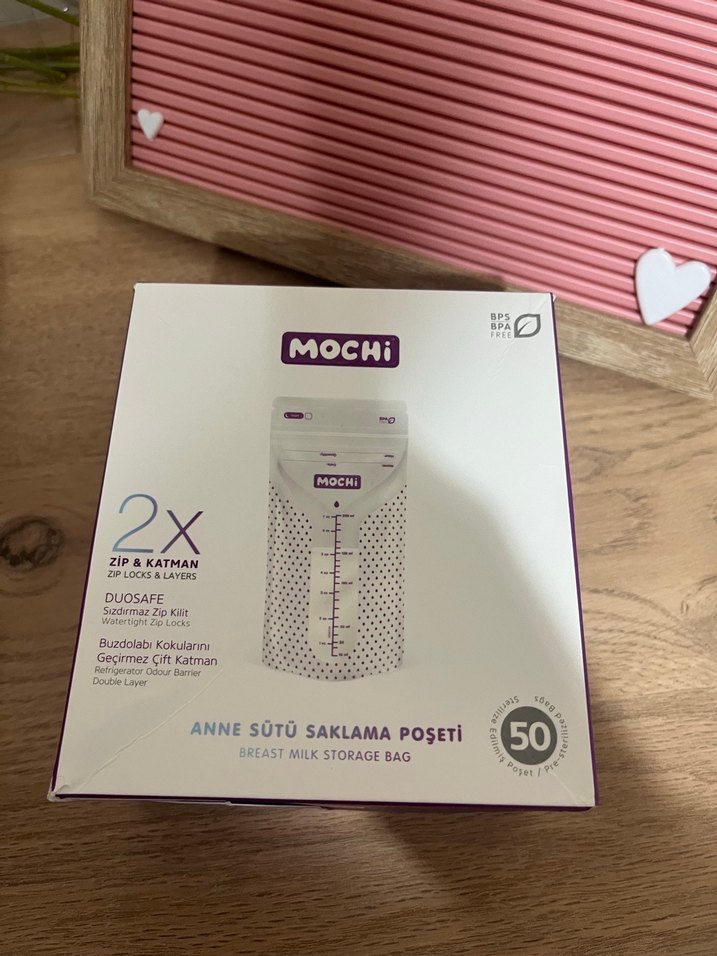 MOCHi
BPS
BPA
FREE
MOCHi
2X
ZİP & KATMAN
ZIP LOCKS & LAYERS
DUOSAFE
Sızdırmaz Zip Kilit
Watertight Zip Locks
Buzdolabı Kokularını
Geçirmez Çift Katman
Refrigerator Odour Barrier
Double Layer
ANNE SÜTÜ SAKLAMA POŞETİ
BREAST MILK STORAGE BAG
50
Sterilize Edilmiş Poşet / Pre-sterilized Bags